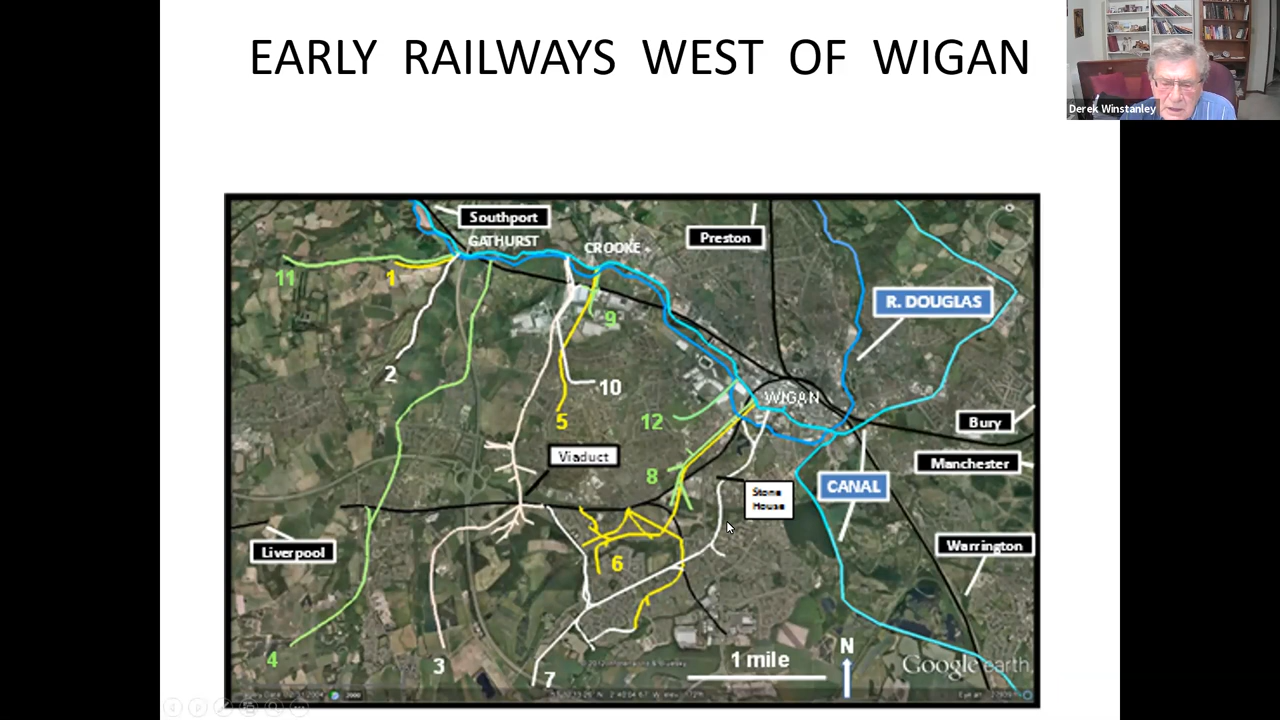 EARLY RAILWAYS WEST OF WIGAN
Derek Winstanley
Southport
GATHURST
CROOKE
Preston
11
1
R. DOUGLAS
9
2
10
WIGAN
5
12
Bury
Viaduct
Manchester
8
CANAL
Stone
House
Liverpool
Warrington
6
N
4
3
1 mile
Google earth
7